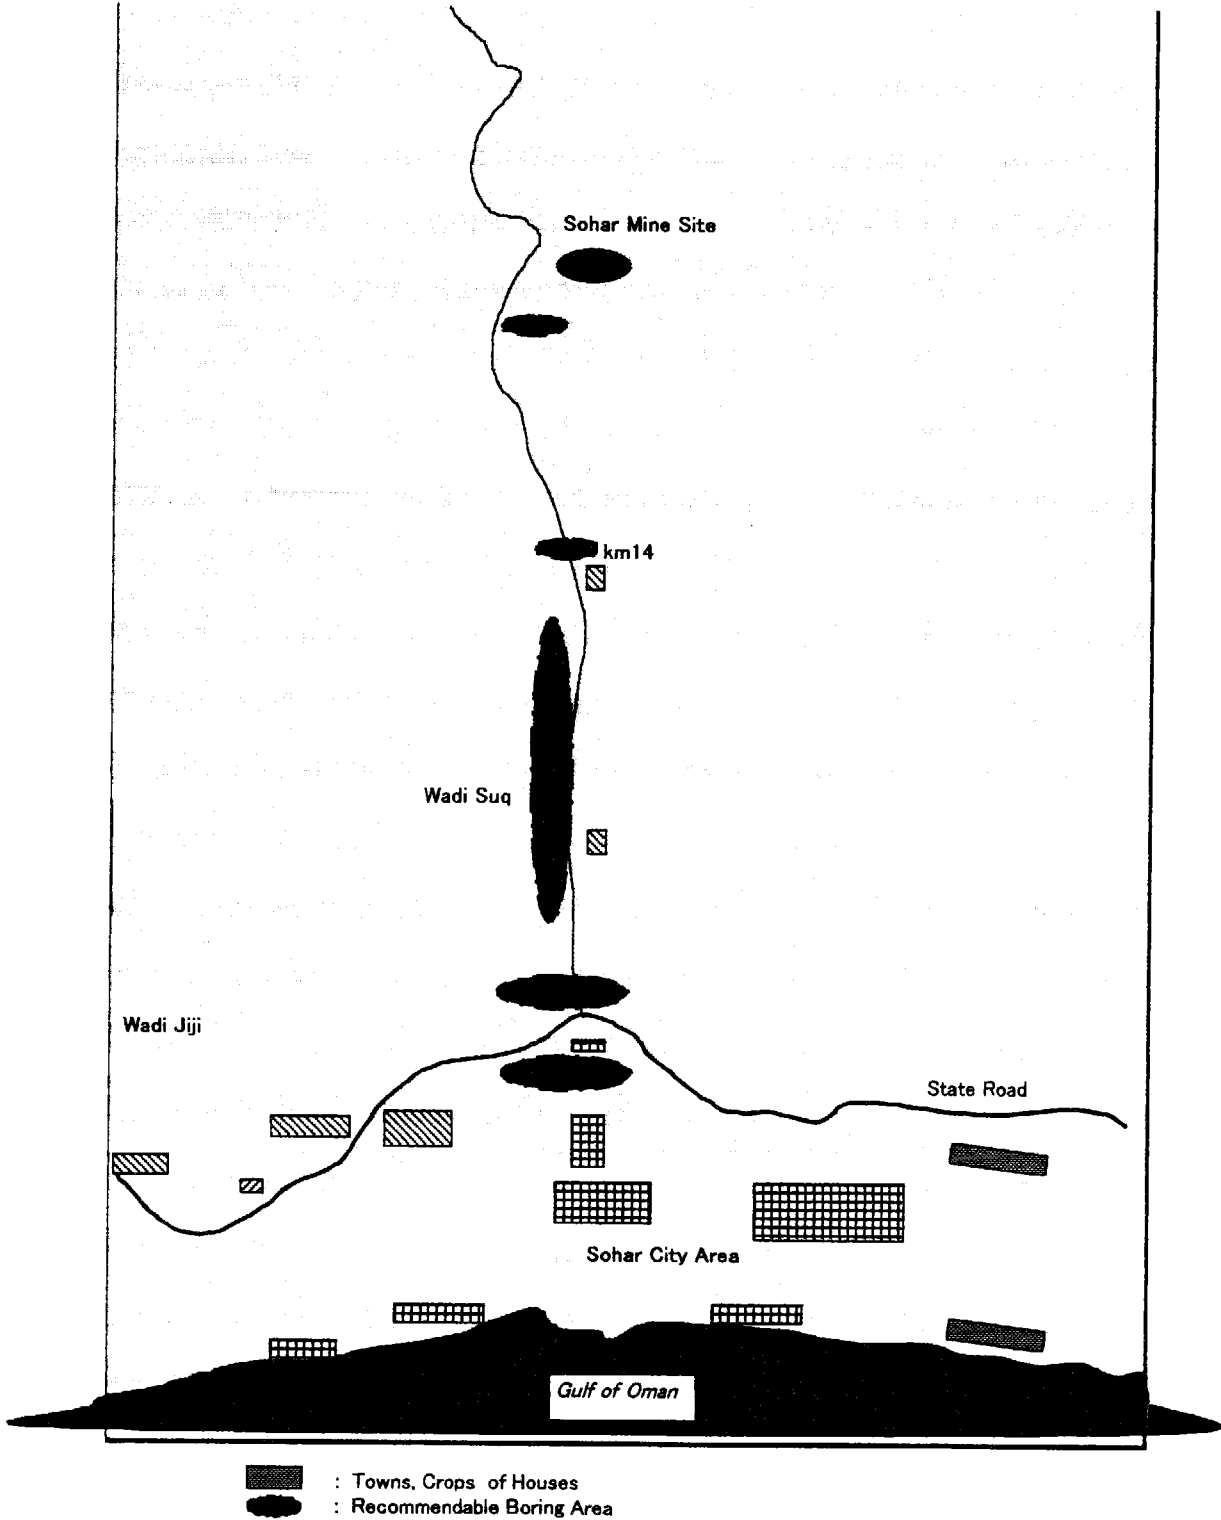 Sohar Mine Site
km14
Wadi Suq
Wadi Jiji
State Road
Sohar City Area
Gulf of Oman
: Towns, Crops of Houses
: Recommendable Boring Area